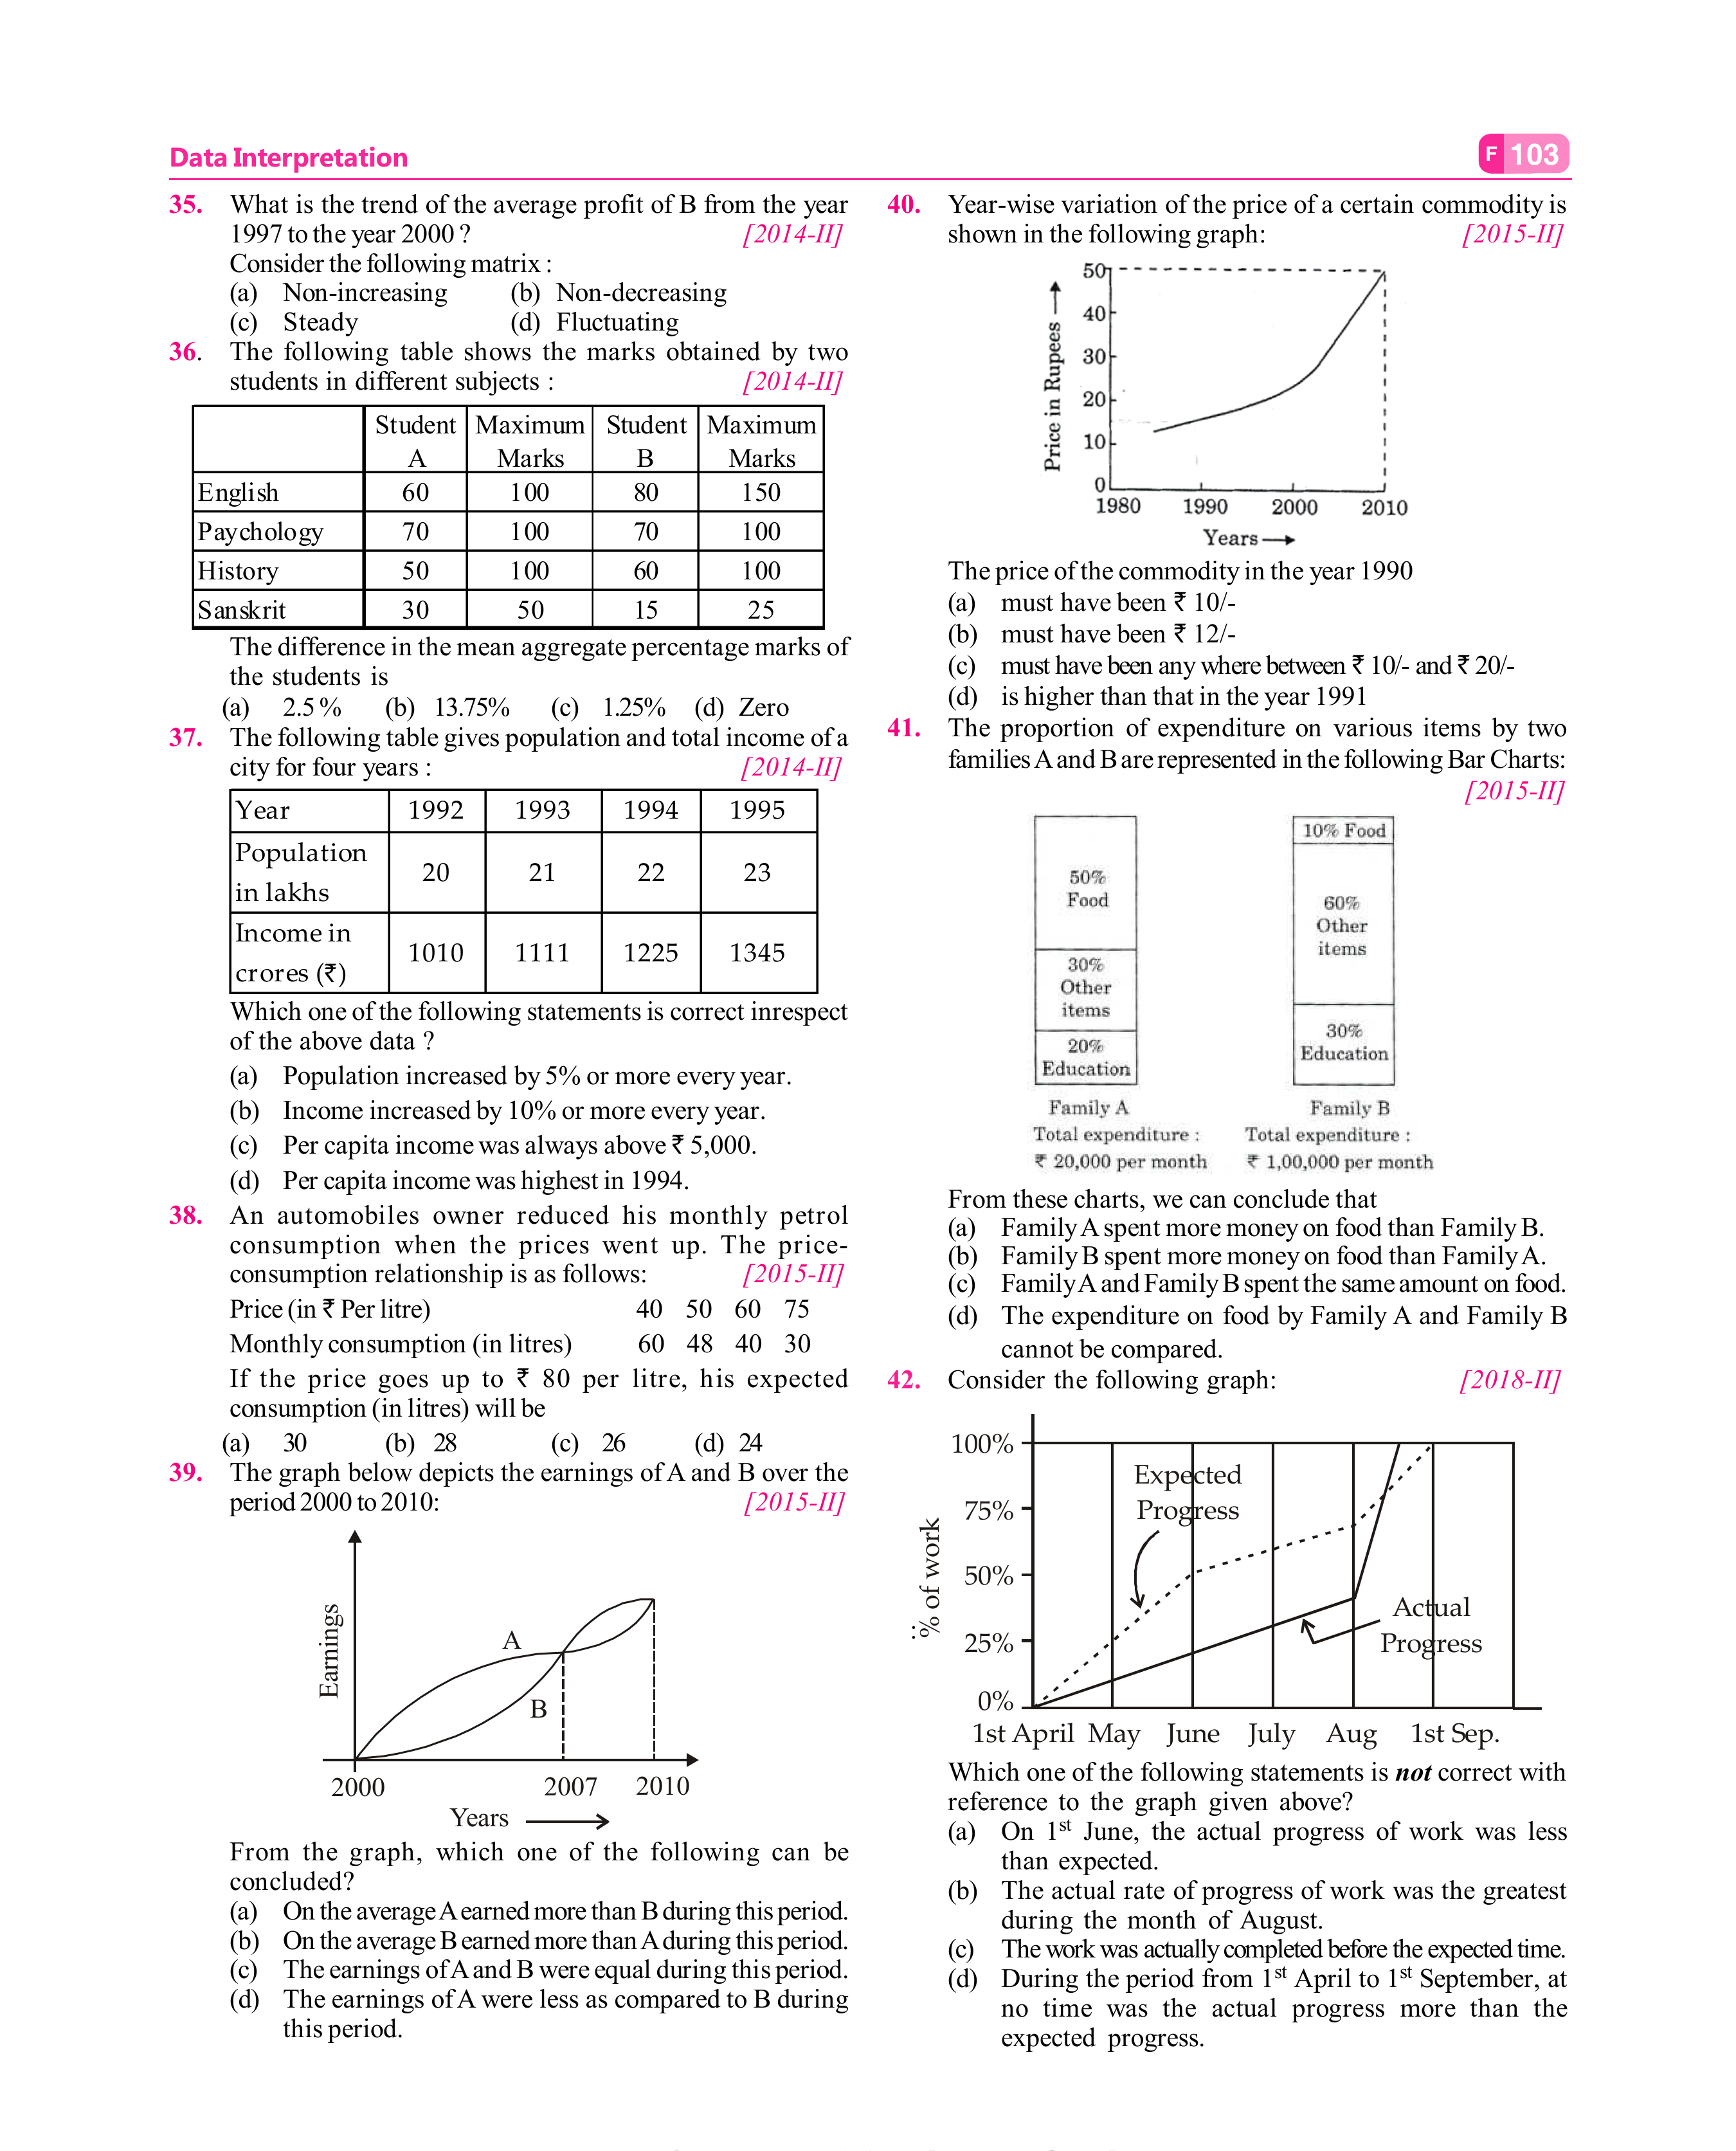 Data Interpretation
F 103
35. What is the trend of the average profit of B from the year
1997 to the year 2000 ? [2014-II]
Consider the following matrix :
(a) Non-increasing (b) Non-decreasing
(c) Steady (d) Fluctuating
36. The following table shows the marks obtained by two
students in different subjects : [2014-II]
Student A Maximum Marks Student B Maximum Marks
English 60 100 80 150
Paychology 70 100 70 100
History 50 100 60 100
Sanskrit 30 50 15 25
The difference in the mean aggregate percentage marks of
the students is
(a) 2.5% (b) 13.75% (c) 1.25% (d) Zero
37. The following table gives population and total income of a
city for four years : [2014-II]
Year 1992 1993 1994 1995
Population in lakhs 20 21 22 23
Income in crores (₹) 1010 1111 1225 1345
Which one of the following statements is correct inrespect
of the above data ?
(a) Population increased by 5% or more every year.
(b) Income increased by 10% or more every year.
(c) Per capita income was always above ₹ 5,000.
(d) Per capita income was highest in 1994.
38. An automobiles owner reduced his monthly petrol
consumption when the prices went up. The price-
consumption relationship is as follows: [2015-II]
Price (in ₹ Per litre) 40 50 60 75
Monthly consumption (in litres) 60 48 40 30
If the price goes up to ₹ 80 per litre, his expected
consumption (in litres) will be
(a) 30 (b) 28 (c) 26 (d) 24
39. The graph below depicts the earnings of A and B over the
period 2000 to 2010: [2015-II]
Earnings
A
B
2000 2007 2010
Years
From the graph, which one of the following can be
concluded?
(a) On the average A earned more than B during this period.
(b) On the average B earned more than A during this period.
(c) The earnings of A and B were equal during this period.
(d) The earnings of A were less as compared to B during
this period.
40. Year-wise variation of the price of a certain commodity is
shown in the following graph: [2015-II]
Price in Rupees
50
40
30
20
10
0
1980 1990 2000 2010
Years
The price of the commodity in the year 1990
(a) must have been ₹ 10/-
(b) must have been ₹ 12/-
(c) must have been any where between ₹ 10/- and ₹ 20/-
(d) is higher than that in the year 1991
41. The proportion of expenditure on various items by two
families A and B are represented in the following Bar Charts:
[2015-II]
50%
Food
30%
Other
items
20%
Education
Family A
Total expenditure :
₹ 20,000 per month
10% Food
60%
Other
items
30%
Education
Family B
Total expenditure :
₹ 1,00,000 per month
From these charts, we can conclude that
(a) Family A spent more money on food than Family B.
(b) Family B spent more money on food than Family A.
(c) Family A and Family B spent the same amount on food.
(d) The expenditure on food by Family A and Family B
cannot be compared.
42. Consider the following graph: [2018-II]
% of work
100%
75%
50%
25%
0%
Expected
Progress
Actual
Progress
1st April May June July Aug 1st Sep.
Which one of the following statements is not correct with
reference to the graph given above?
(a) On 1st June, the actual progress of work was less
than expected.
(b) The actual rate of progress of work was the greatest
during the month of August.
(c) The work was actually completed before the expected time.
(d) During the period from 1st April to 1st September, at
no time was the actual progress more than the
expected progress.